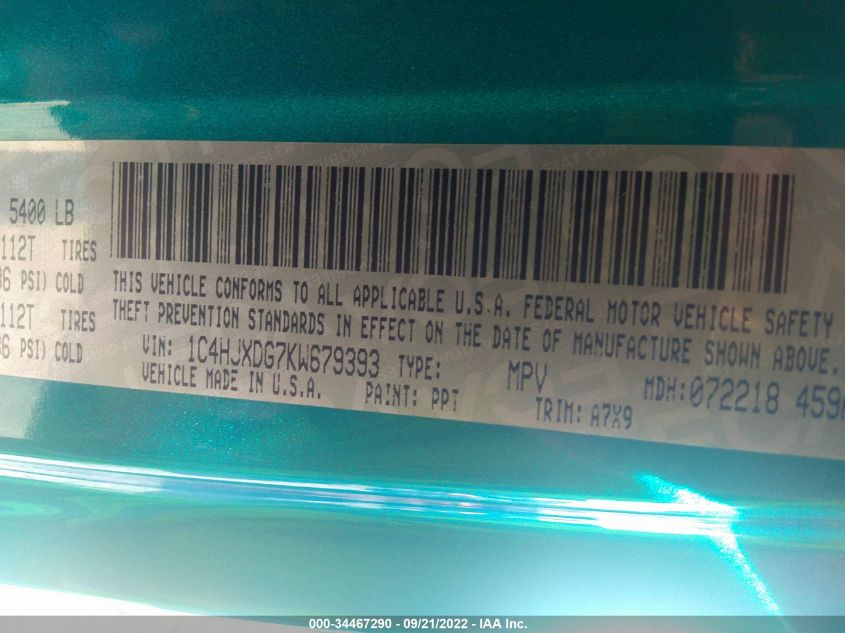 5400 LB
112T TIRES
36 PSI) COLD
112T TIRES
36 PSI) COLD
THIS VEHICLE CONFORMS TO ALL APPLICABLE U.S.A. FEDERAL MOTOR VEHICLE SAFETY
THEFT PREVENTION STANDARDS IN EFFECT ON THE DATE OF MANUFACTURE SHOWN ABOVE.
VIN: 1C4HJXDG7KW679393 TYPE: MPV MDH:072218 459
VEHICLE MADE IN U.S.A. PAINT: PPT TRIM: A7X9
000-34467290 - 09/21/2022 - IAA Inc.